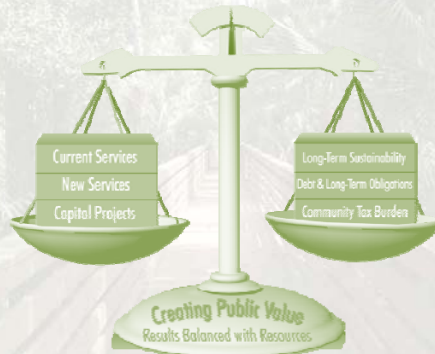 Current Services
New Services
Capital Projects
Long-Term Sustainability
Debt & Long-Term Obligations
Community Tax Burden
Creating Public Value
Results Balanced with Resources